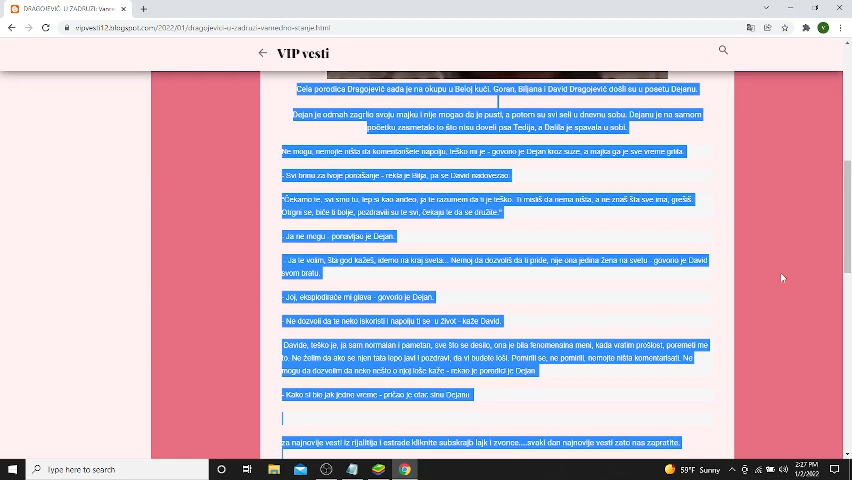 DRAGOJEVIĆ U ZADRUZI: Vanre
vipvesti12.blogspot.com/2022/01/dragojevici-u-zadruzi-vanredno-stanje.html
V
VIP vesti
Cela porodica Dragojević sada je na okupu u Beloj kući. Goran, Biljana i David Dragojević došli su u posetu Dejanu.
Dejan je odmah zagrlio svoju majku i nije mogao da je pusti, a potom su svi seli u dnevnu sobu. Dejanu je na samom
početku zasmetalo to što nisu doveli psa Tedija, a Dalila je spavala u sobi.
Ne mogu, nemojte ništa da komentarišete napolju, teško mi je - govorio je Dejan kroz suze, a majka ga je sve vreme grlila.
- Svi brinu za tvoje ponašanje - rekla je Bilja, pa se David nadovezao:
"Čekamo te, svi smo tu, lep si kao anđeo, ja te razumem da ti je teško. Ti misliš da nema ništa, a ne znaš šta sve ima, grešiš.
Otrgni se, biće ti bolje, pozdravili su te svi, čekaju te da se družite."
- Ja ne mogu - ponavljao je Dejan.
- Ja te volim, šta god kažeš, idemo na kraj sveta... Nemoj da dozvoliš da ti priđe, nije ona jedina žena na svetu - govorio je David
svom bratu.
- Joj, eksplodiraće mi glava - govorio je Dejan.
- Ne dozvoli da te neko iskoristi i napolju ti se u život - kaže David.
Davide, teško je, ja sam normalan i pametan, sve što se desilo, ona je bila fenomenalna meni, kada vratim prošlost, poremeti me
to. Ne želim da ako se njen tata lepo javi i pozdravi, da vi budete loši. Pomirili se, ne pomirili, nemojte ništa komentarisati. Ne
mogu da dozvolim da neko nešto o njoj loše kaže - rekao je porodici je Dejan.
- Kako si bio jak jedno vreme - pričao je otac sinu Dejanu.
za najnovije vesti iz rijalitija i estrade kliknite subskrajb lajk i zvonce.....svaki dan najnovije vesti zato nas zapratite.
Type here to search
59°F Sunny
2:27 PM
1/2/2022